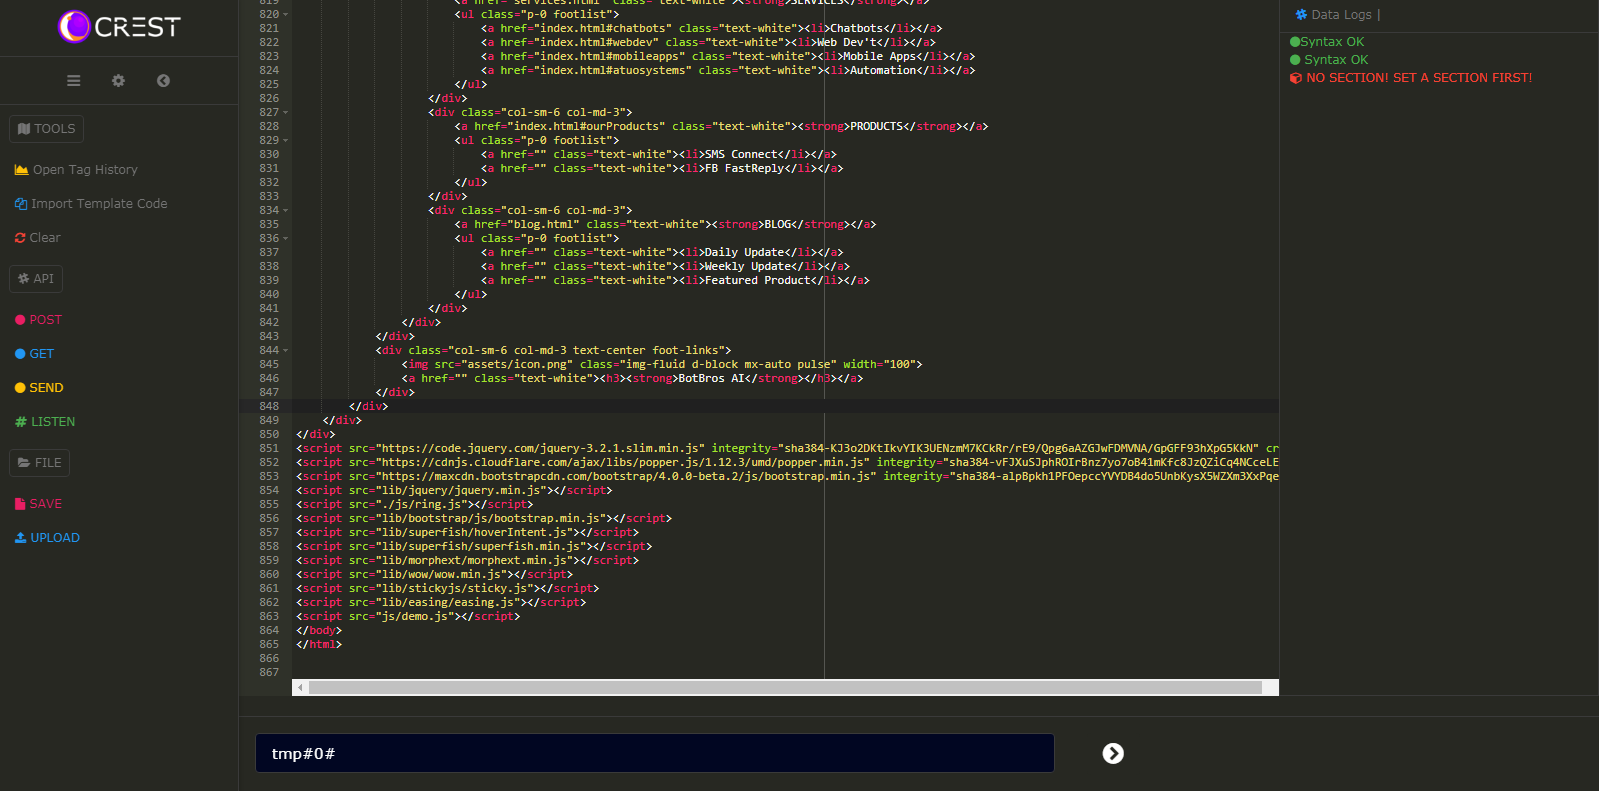 CREST
TOOLS
Open Tag History
Import Template Code
Clear
API
POST
GET
SEND
LISTEN
FILE
SAVE
UPLOAD
819 <a href="services.html" class="text-white"><strong>SERVICES</strong></a>
820 <ul class="p-0 footlist">
821 <a href="index.html#chatbots" class="text-white"><li>Chatbots</li></a>
822 <a href="index.html#webdev" class="text-white"><li>Web Dev't</li></a>
823 <a href="index.html#mobileapps" class="text-white"><li>Mobile Apps</li></a>
824 <a href="index.html#atuosystems" class="text-white"><li>Automation</li></a>
825 </ul>
826 </div>
827 <div class="col-sm-6 col-md-3">
828 <a href="index.html#ourProducts" class="text-white"><strong>PRODUCTS</strong></a>
829 <ul class="p-0 footlist">
830 <a href="" class="text-white"><li>SMS Connect</li></a>
831 <a href="" class="text-white"><li>FB FastReply</li></a>
832 </ul>
833 </div>
834 <div class="col-sm-6 col-md-3">
835 <a href="blog.html" class="text-white"><strong>BLOG</strong></a>
836 <ul class="p-0 footlist">
837 <a href="" class="text-white"><li>Daily Update</li></a>
838 <a href="" class="text-white"><li>Weekly Update</li></a>
839 <a href="" class="text-white"><li>Featured Product</li></a>
840 </ul>
841 </div>
842 </div>
843 </div>
844 <div class="col-sm-6 col-md-3 text-center foot-links">
845 <img src="assets/icon.png" class="img-fluid d-block mx-auto pulse" width="100">
846 <a href="" class="text-white"><h3><strong>BotBros AI</strong></h3></a>
847 </div>
848 </div>
849 </div>
850 </div>
851 <script src="https://code.jquery.com/jquery-3.2.1.slim.min.js" integrity="sha384-KJ3o2DKtIkvYIK3UENzmM7KCkRr/rE9/Qpg6aAZGJwFDMVNA/GpGFF93hXpG5KkN" cr
852 <script src="https://cdnjs.cloudflare.com/ajax/libs/popper.js/1.12.3/umd/popper.min.js" integrity="sha384-vFJXuSJphROIrBnz7yo7oB41mKfc8JzQZiCq4NCceLE
853 <script src="https://maxcdn.bootstrapcdn.com/bootstrap/4.0.0-beta.2/js/bootstrap.min.js" integrity="sha384-alpBpkh1PFOepccYVYDB4do5UnbKysX5WZXm3XxPqe
854 <script src="lib/jquery/jquery.min.js"></script>
855 <script src="./js/ring.js"></script>
856 <script src="lib/bootstrap/js/bootstrap.min.js"></script>
857 <script src="lib/superfish/hoverIntent.js"></script>
858 <script src="lib/superfish/superfish.min.js"></script>
859 <script src="lib/morphext/morphext.min.js"></script>
860 <script src="lib/wow/wow.min.js"></script>
861 <script src="lib/stickyjs/sticky.js"></script>
862 <script src="lib/easing/easing.js"></script>
863 <script src="js/demo.js"></script>
864 </body>
865 </html>
866
867
tmp#0#
Data Logs |
Syntax OK
Syntax OK
NO SECTION! SET A SECTION FIRST!